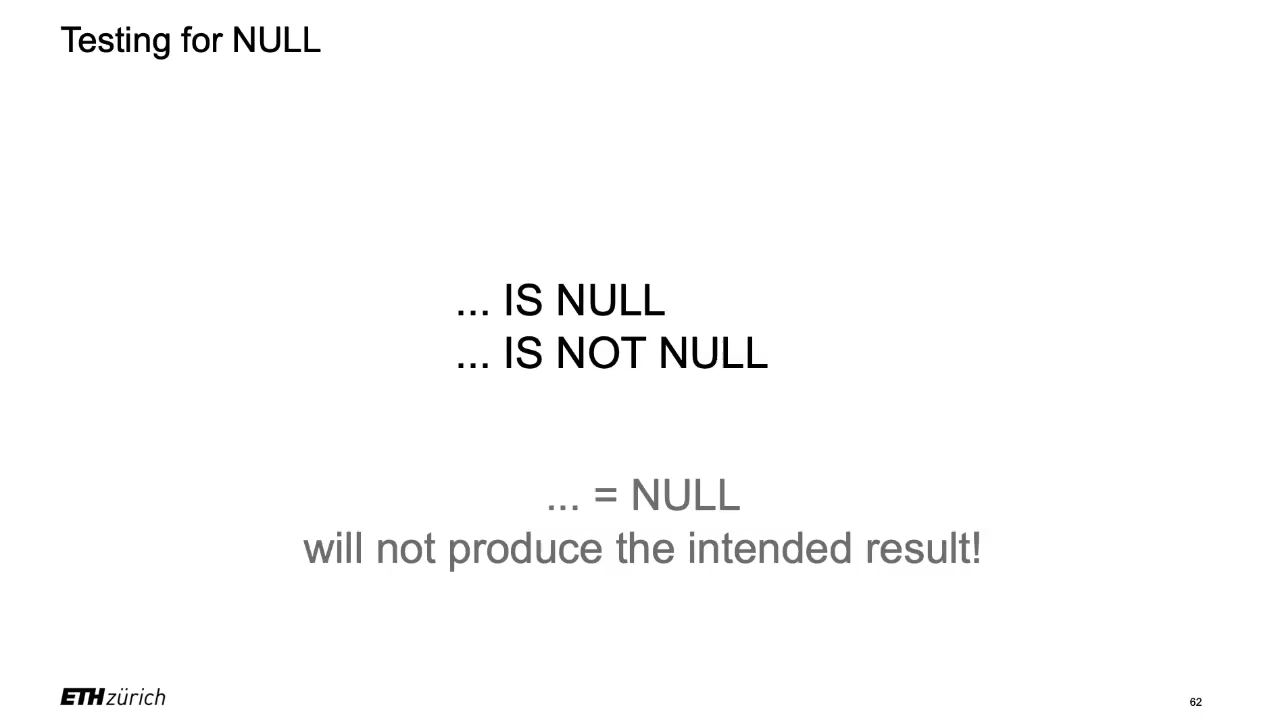 Testing for NULL
... IS NULL
... IS NOT NULL
... = NULL
will not produce the intended result!
ETH zürich
62